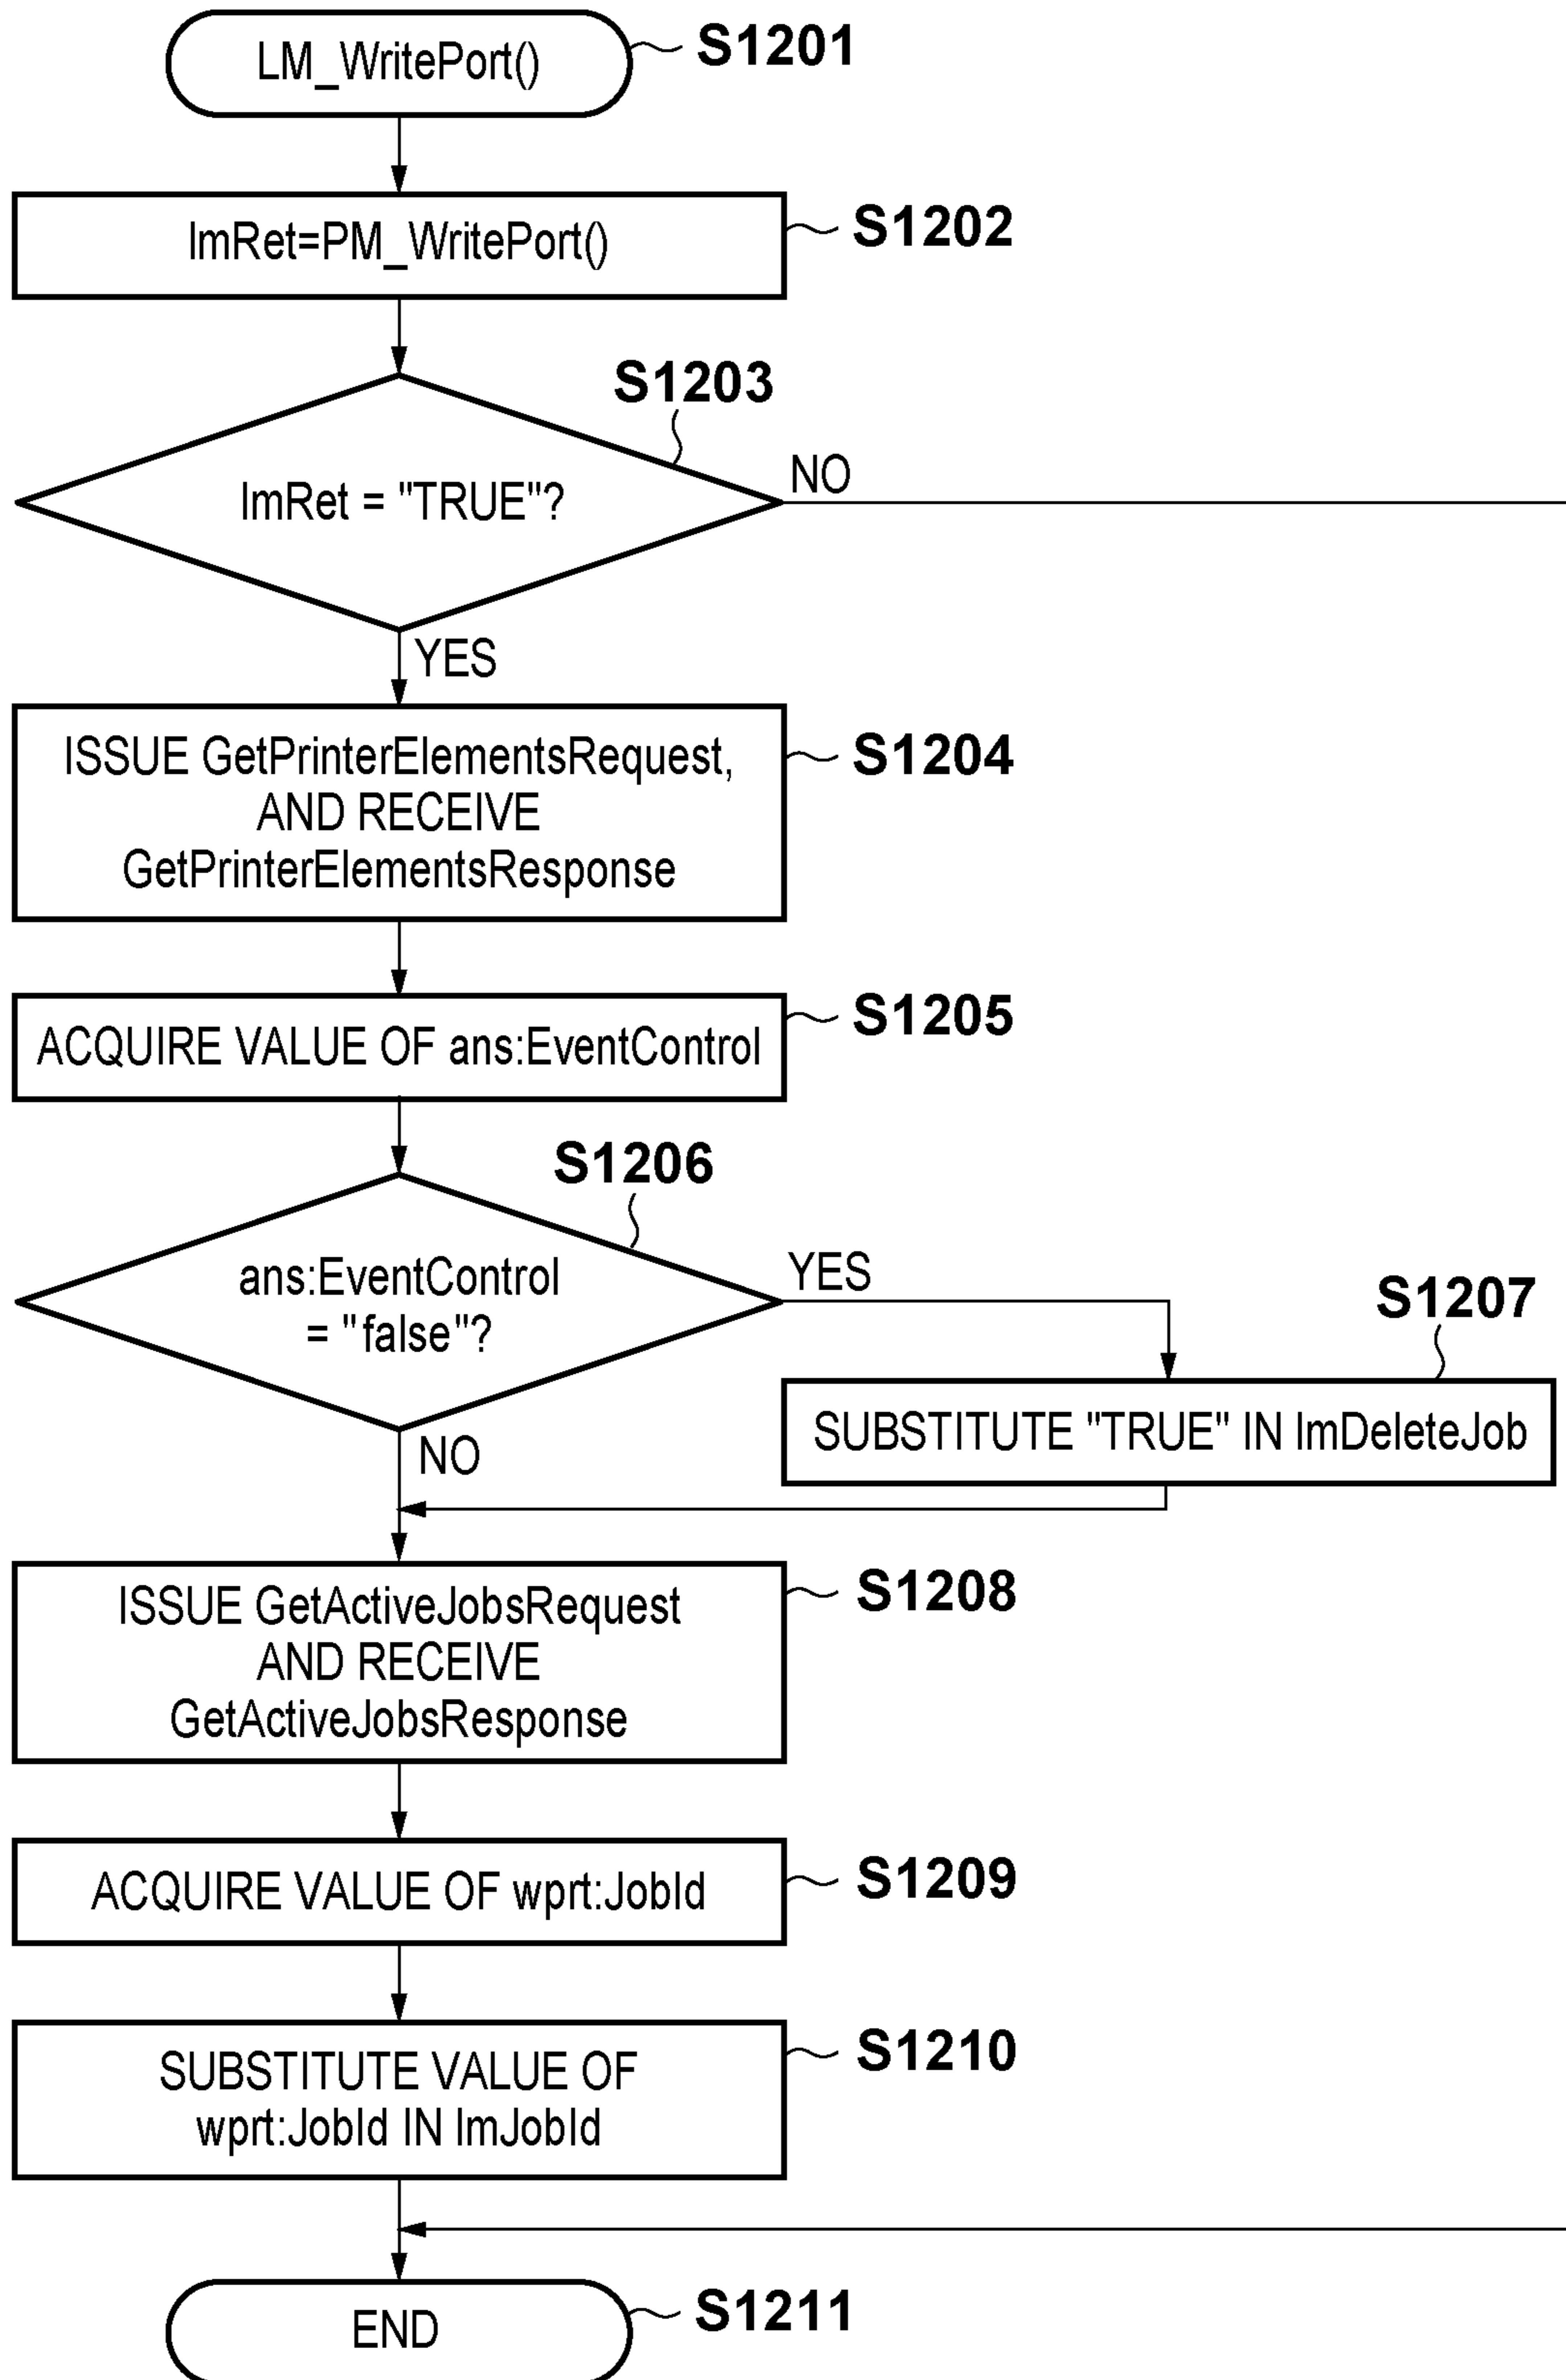 LM_WritePort()
S1201
lmRet=PM_WritePort()
S1202
S1203
lmRet = "TRUE"?
NO
YES
ISSUE GetPrinterElementsRequest,
AND RECEIVE
GetPrinterElementsResponse
S1204
ACQUIRE VALUE OF ans:EventControl
S1205
S1206
ans:EventControl
= "false"?
YES
NO
S1207
SUBSTITUTE "TRUE" IN lmDeleteJob
ISSUE GetActiveJobsRequest
AND RECEIVE
GetActiveJobsResponse
S1208
ACQUIRE VALUE OF wprt:JobId
S1209
SUBSTITUTE VALUE OF
wprt:JobId IN lmJobId
S1210
END
S1211